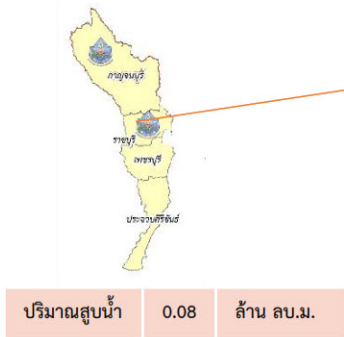 กาญจนบุรี
ราชบุรี
เพชรบุรี
ประจวบคีรีขันธ์
ปริมาณสูบน้ำ 0.08 ล้าน ลบ.ม.